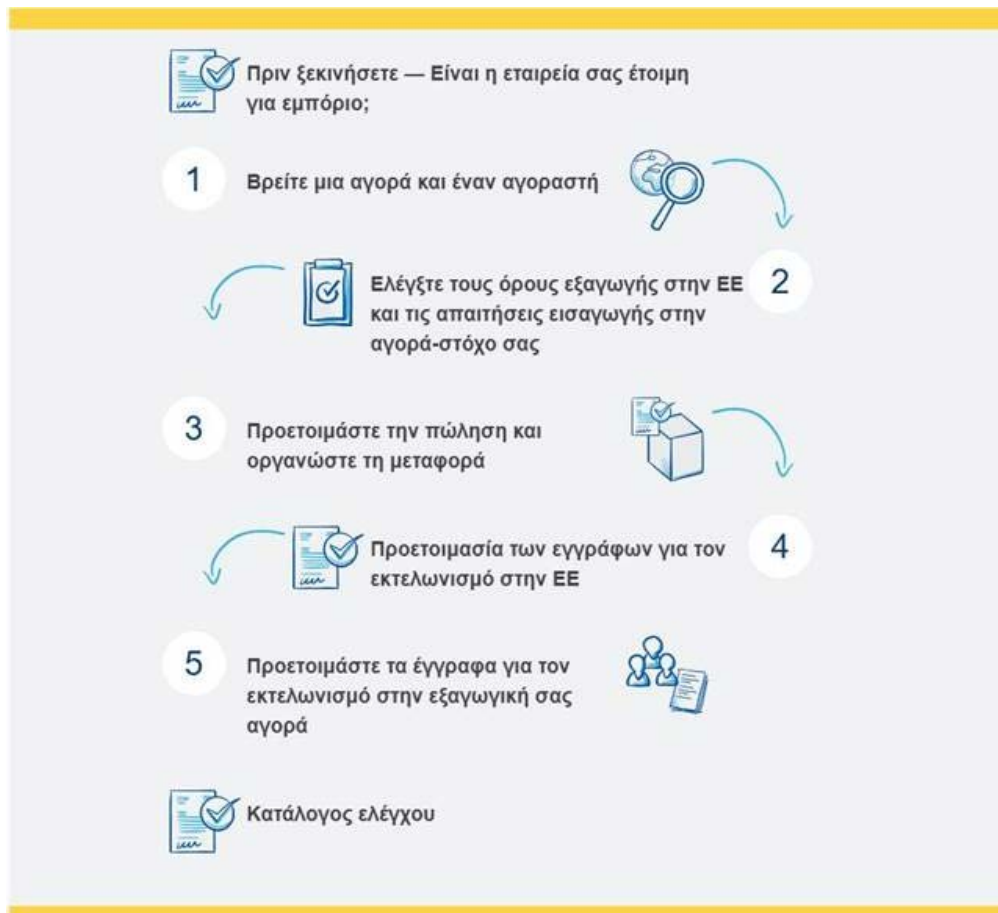 Πριν ξεκινήσετε — Είναι η εταιρεία σας έτοιμη
για εμπόριο;
1
Βρείτε μια αγορά και έναν αγοραστή
Ελέγξτε τους όρους εξαγωγής στην ΕΕ
και τις απαιτήσεις εισαγωγής στην
αγορά-στόχο σας
2
3
Προετοιμάστε την πώληση και
οργανώστε τη μεταφορά
Προετοιμασία των εγγράφων για τον
εκτελωνισμό στην ΕΕ
4
5
Προετοιμάστε τα έγγραφα για τον
εκτελωνισμό στην εξαγωγική σας
αγορά
Κατάλογος ελέγχου